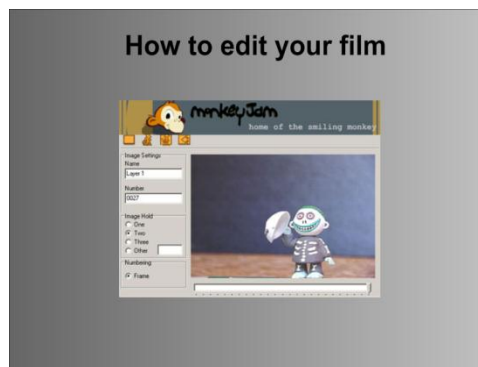 How to edit your film
monkeyJam
home of the smiling monkey
Image Settings
Name
Layer 1
Number
0027
Image Hold
One
Two
Three
Other
Numbering
Frame